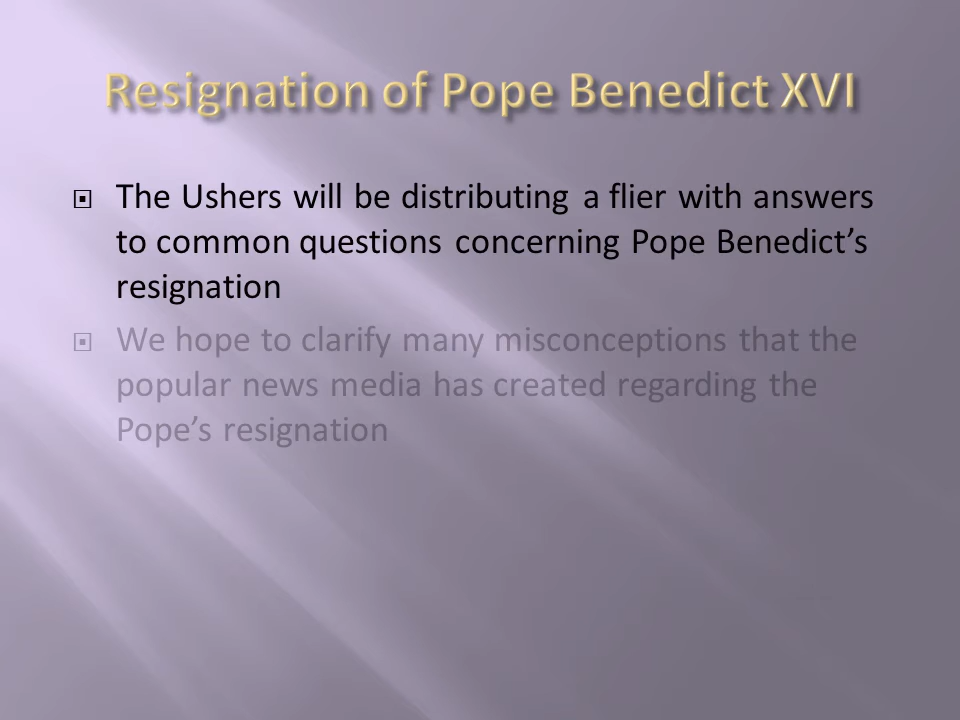 Resignation of Pope Benedict XVI
The Ushers will be distributing a flier with answers
to common questions concerning Pope Benedict’s
resignation
We hope to clarify many misconceptions that the
popular news media has created regarding the
Pope’s resignation